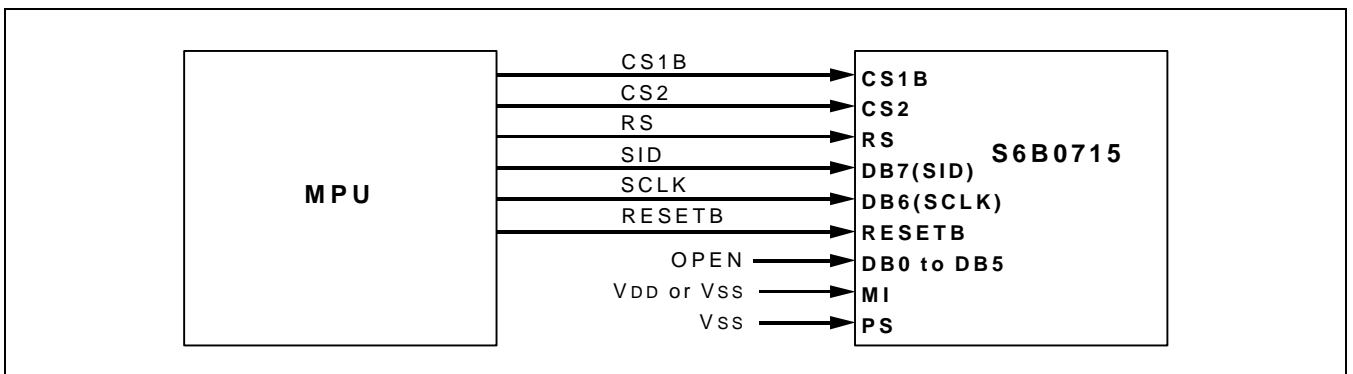 MPU
CS1B
CS2
RS
SID
SCLK
RESETB
OPEN
VDD or VSS
VSS
CS1B
CS2
RS
DB7(SID)
DB6(SCLK)
RESETB
DB0 to DB5
MI
PS
S6B0715